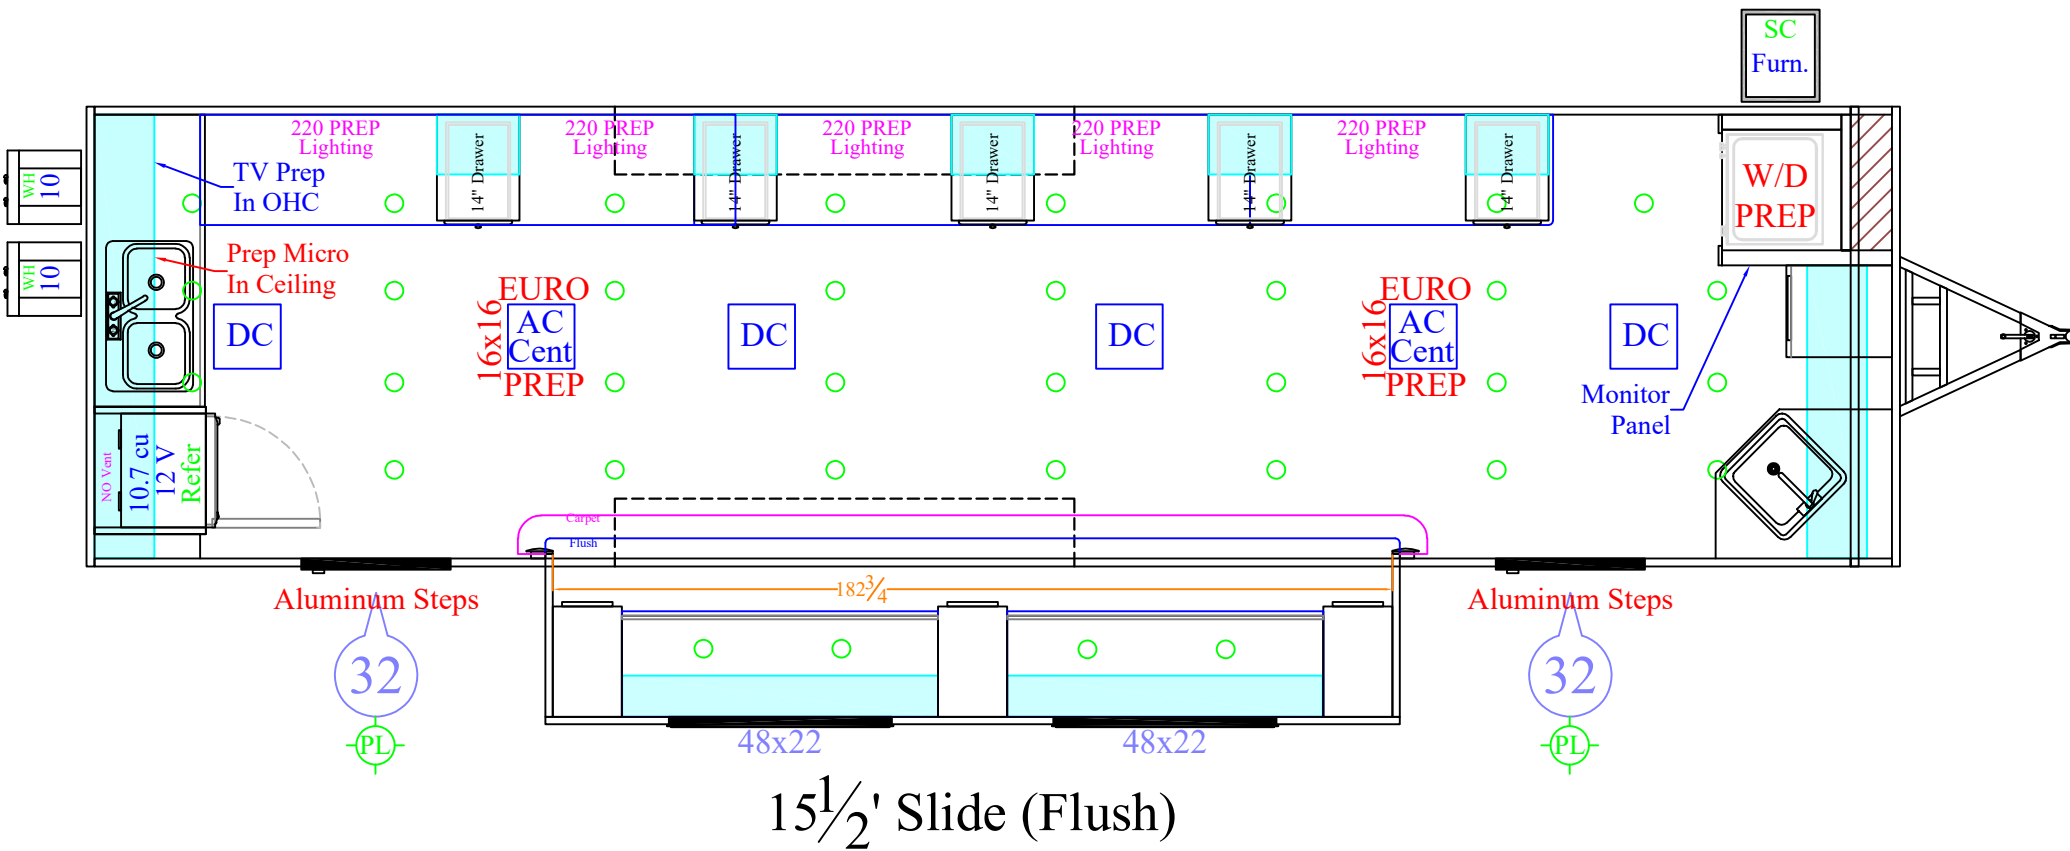 SC
Furn.
220 PREP
Lighting
220 PREP
Lighting
220 PREP
Lighting
220 PREP
Lighting
220 PREP
Lighting
14" Drawer
14" Drawer
14" Drawer
14" Drawer
14" Drawer
WH
10
WH
10
TV Prep
In OHC
W/D
PREP
Prep Micro
In Ceiling
DC
EURO
16x16
AC
Cent
PREP
DC
DC
EURO
16x16
AC
Cent
PREP
DC
Monitor
Panel
NO Vent
10.7 cu
12 V
Refer
Carpet
Flush
182 3/4
Aluminum Steps
Aluminum Steps
32
32
PL
PL
48x22
48x22
15 1/2' Slide (Flush)